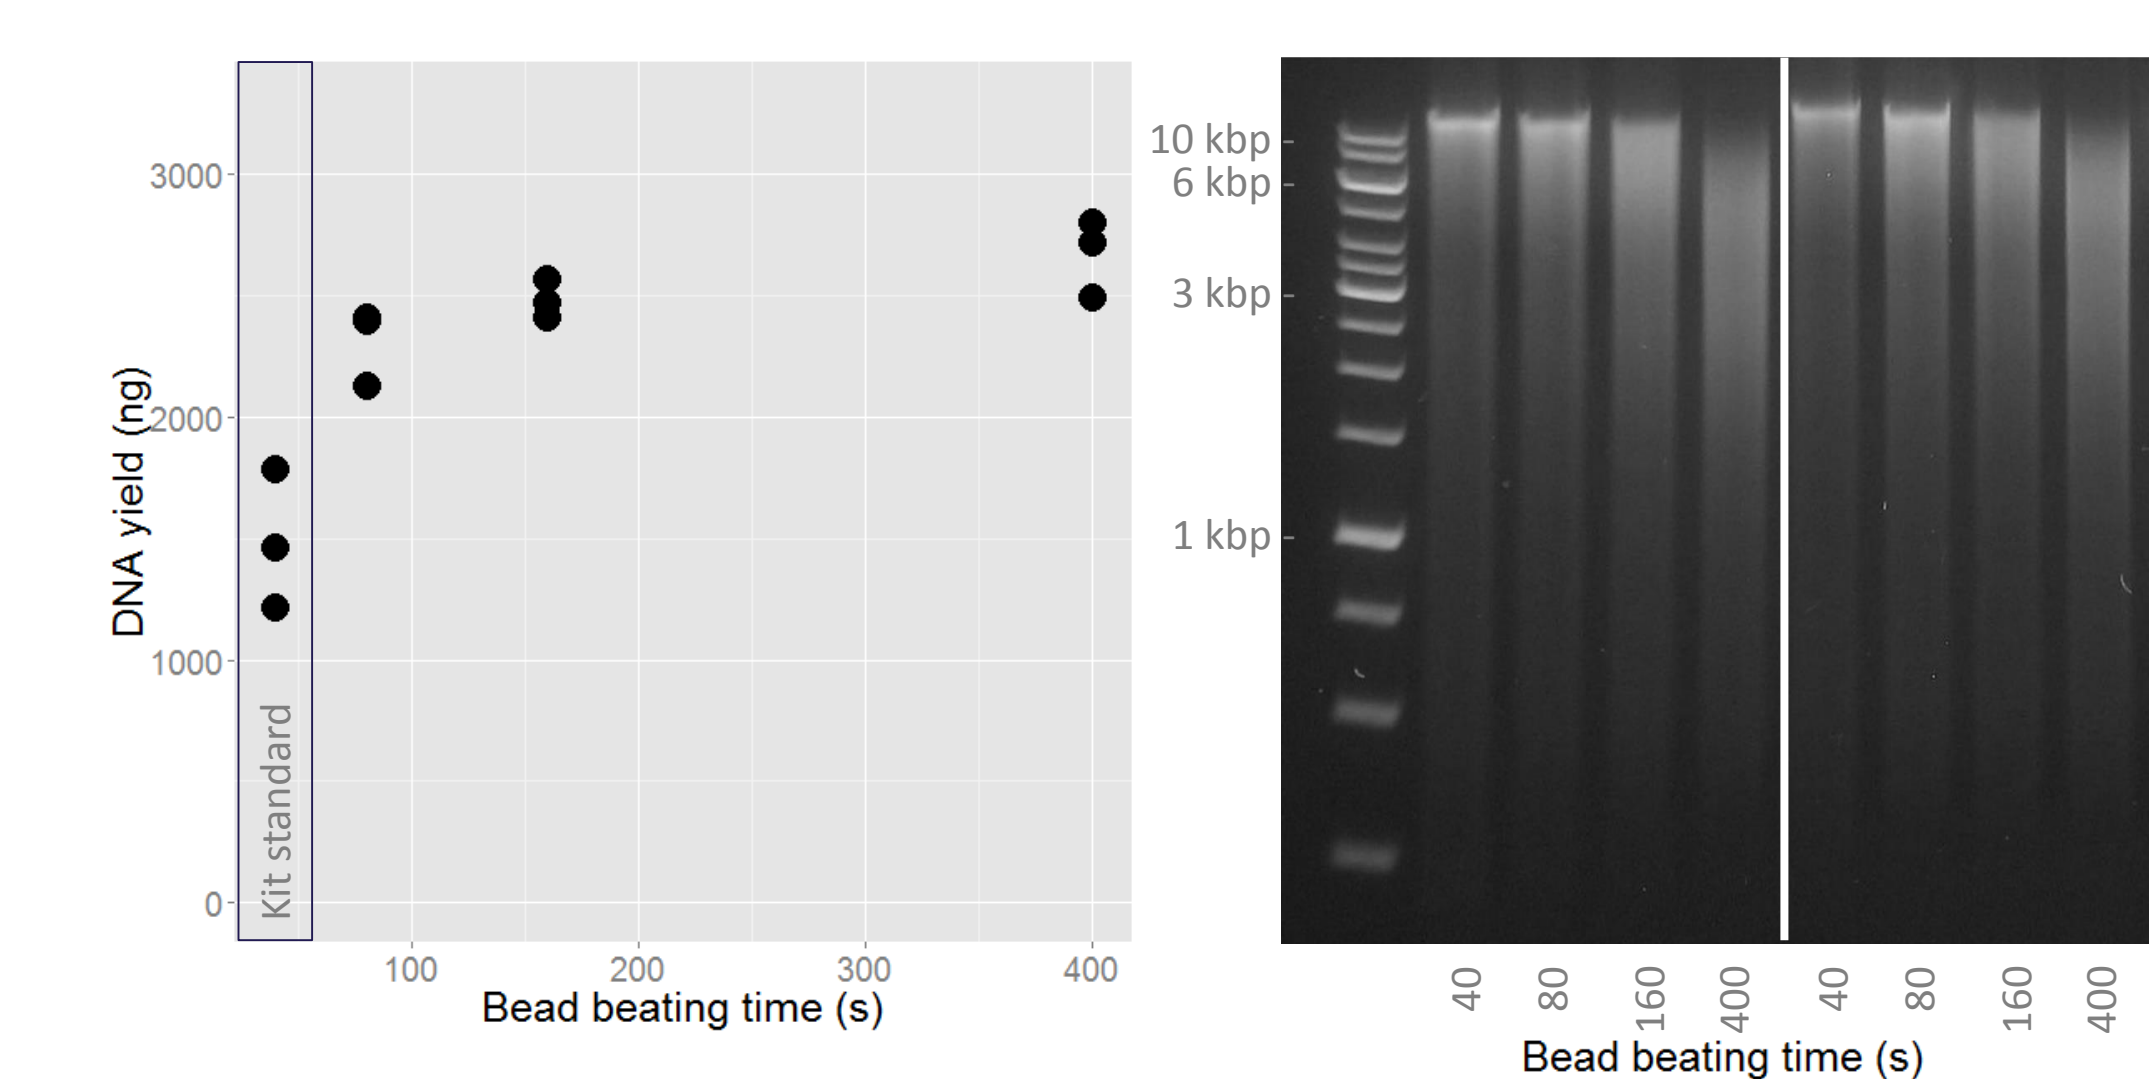 3000
2000
1000
0
DNA yield (ng)
Kit standard
100 200 300 400
Bead beating time (s)
10 kbp
6 kbp
3 kbp
1 kbp
40 80 160 400 40 80 160 400
Bead beating time (s)